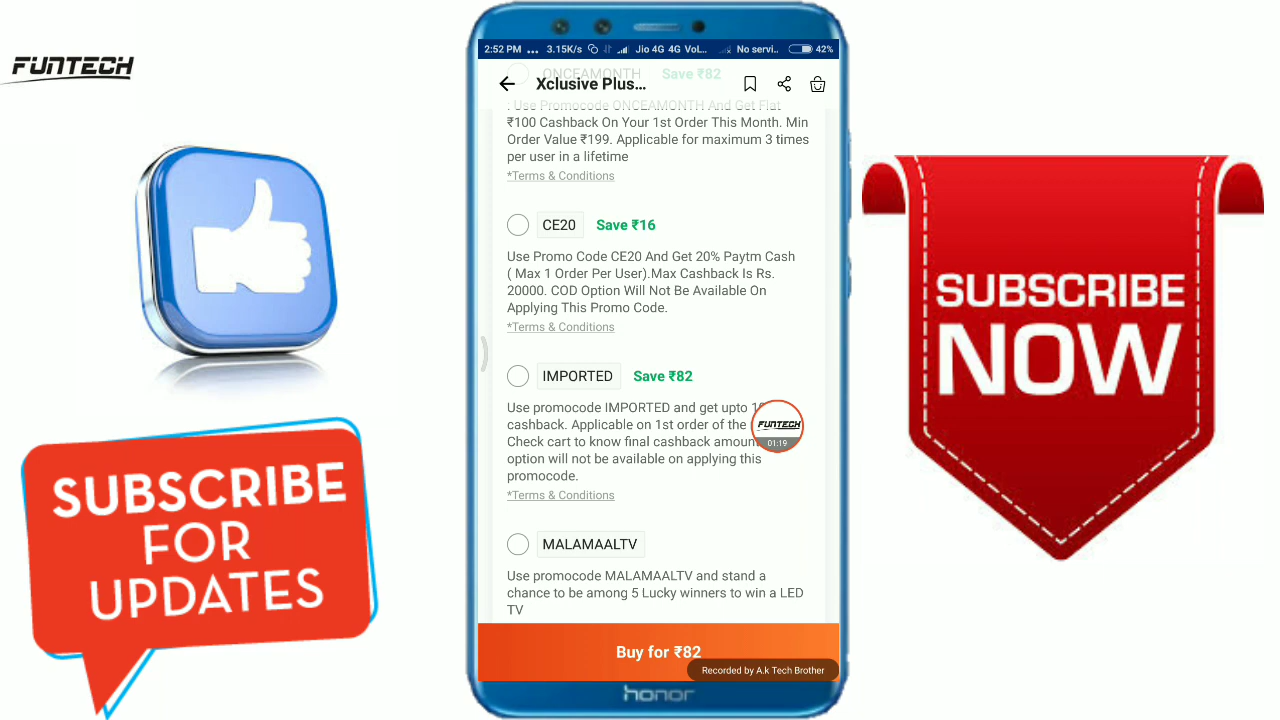 FUNTECH
2:52 PM ... 3.15K/s Jio 4G 4G VoL... No servi.. 42%
ONCEAMONTH Save ₹82
Xclusive Plus...
: Use Promocode ONCEAMONTH And Get Flat
₹100 Cashback On Your 1st Order This Month. Min
Order Value ₹199. Applicable for maximum 3 times
per user in a lifetime
*Terms & Conditions
CE20 Save ₹16
Use Promo Code CE20 And Get 20% Paytm Cash
( Max 1 Order Per User).Max Cashback Is Rs.
20000. COD Option Will Not Be Available On
Applying This Promo Code.
*Terms & Conditions
IMPORTED Save ₹82
Use promocode IMPORTED and get upto
cashback. Applicable on 1st order of the
Check cart to know final cashback
option will not be available on applying this
promocode.
*Terms & Conditions
FUNTECH
01:19
MALAMAALTV
Use promocode MALAMAALTV and stand a
chance to be among 5 Lucky winners to win a LED
TV
Buy for ₹82
Recorded by A.k Tech Brother
honor
SUBSCRIBE
FOR
UPDATES
SUBSCRIBE
NOW